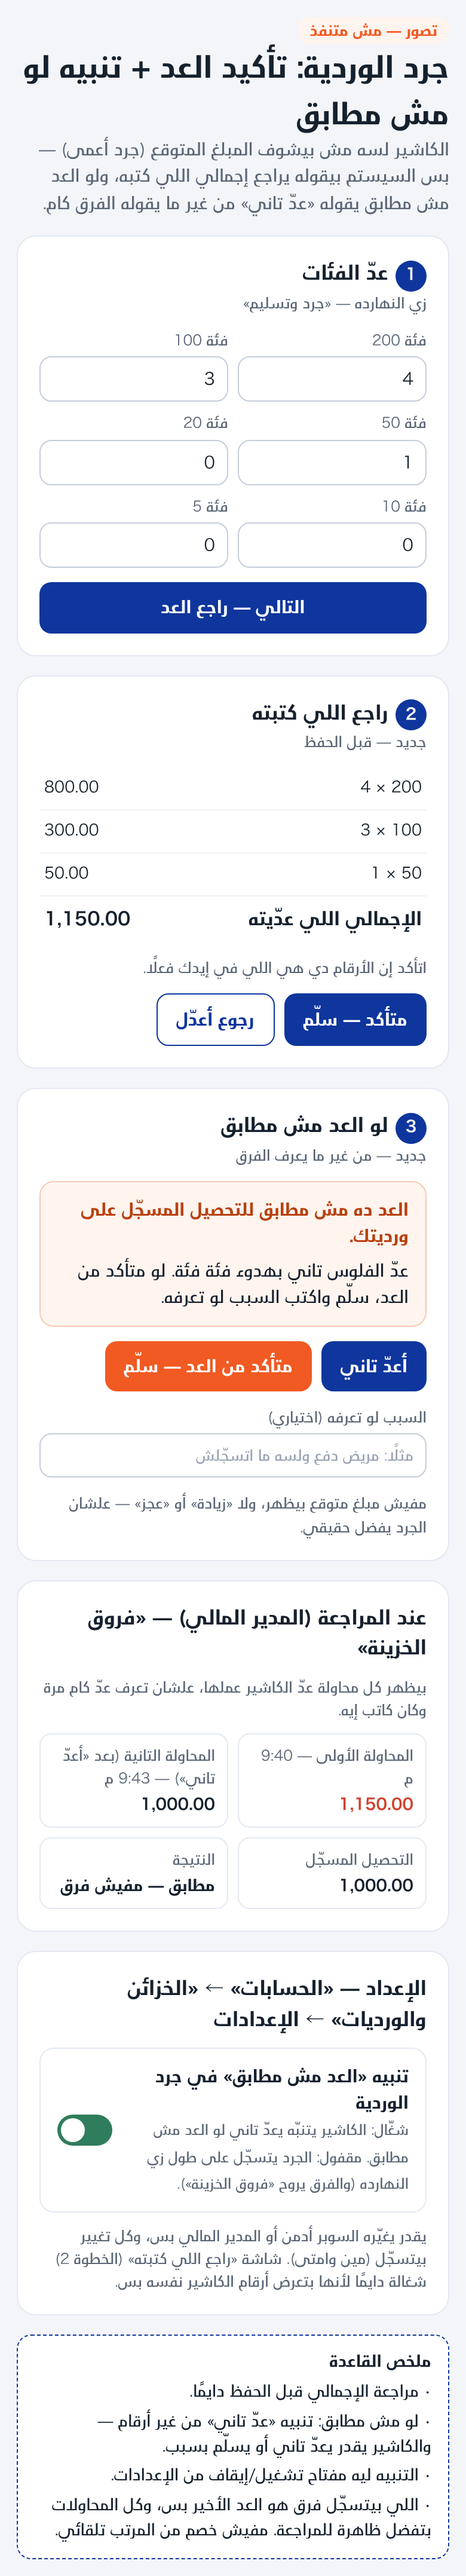 تصور — مش متنفذ
جرد الوردية: تأكيد العد + تنبيه لو
مش مطابق
الكاشير لسه مش بيشوف المبلغ المتوقع (جرد أعمى) —
بس السيستم بيقوله يراجع إجمالي اللي كتبه، ولو العد
مش مطابق يقوله «عدّ تاني» من غير ما يقوله الفرق كام.
1 عدّ الفئات
زي النهارده — «جرد وتسليم»
فئة 200
فئة 100
4
3
فئة 50
فئة 20
1
0
فئة 10
فئة 5
0
0
التالي — راجع العد
2 راجع اللي كتبته
جديد — قبل الحفظ
200 × 4 800.00
100 × 3 300.00
50 × 1 50.00
الإجمالي اللي عدّيته 1,150.00
اتأكد إن الأرقام دي هي اللي في إيدك فعلًا.
متأكد — سلّم
رجوع أعدّل
3 لو العد مش مطابق
جديد — من غير ما يعرف الفرق
العد ده مش مطابق للتحصيل المسجّل على
ورديتك.
عدّ الفلوس تاني بهدوء فئة فئة. لو متأكد من
العد، سلّم واكتب السبب لو تعرفه.
أعدّ تاني
متأكد من العد — سلّم
السبب لو تعرفه (اختياري)
مثلًا: مريض دفع ولسه ما اتسجّلش
مفيش مبلغ متوقع بيظهر، ولا «زيادة» أو «عجز» — علشان
الجرد يفضل حقيقي.
عند المراجعة (المدير المالي) — «فروق
الخزينة»
بيظهر كل محاولة عدّ الكاشير عملها، علشان تعرف عدّ كام مرة
وكان كاتب إيه.
المحاولة الأولى — 9:40
م
1,150.00
المحاولة التانية (بعد «أعدّ
تاني») — 9:43 م
1,000.00
التحصيل المسجّل
1,000.00
النتيجة
مطابق — مفيش فرق
الإعداد — «الحسابات» ← «الخزائن
والورديات» ← الإعدادات
تنبيه «العد مش مطابق» في جرد
الوردية
شغّال: الكاشير يتنبّه يعدّ تاني لو العد مش
مطابق. مقفول: الجرد يتسجّل على طول زي
النهارده (والفرق يروح «فروق الخزينة»).
يقدر يغيّره السوبر أدمن أو المدير المالي بس، وكل تغيير
بيتسجّل (مين وامتى). شاشة «راجع اللي كتبته» (الخطوة 2)
شغالة دايمًا لأنها بتعرض أرقام الكاشير نفسه بس.
ملخص القاعدة
· مراجعة الإجمالي قبل الحفظ دايمًا.
· لو مش مطابق: تنبيه «عدّ تاني» من غير أرقام —
والكاشير يقدر يعدّ تاني أو يسلّم بسبب.
· التنبيه ليه مفتاح تشغيل/إيقاف من الإعدادات.
· اللي بيتسجّل فرق هو العد الأخير بس، وكل المحاولات
بتفضل ظاهرة للمراجعة. مفيش خصم من المرتب تلقائي.